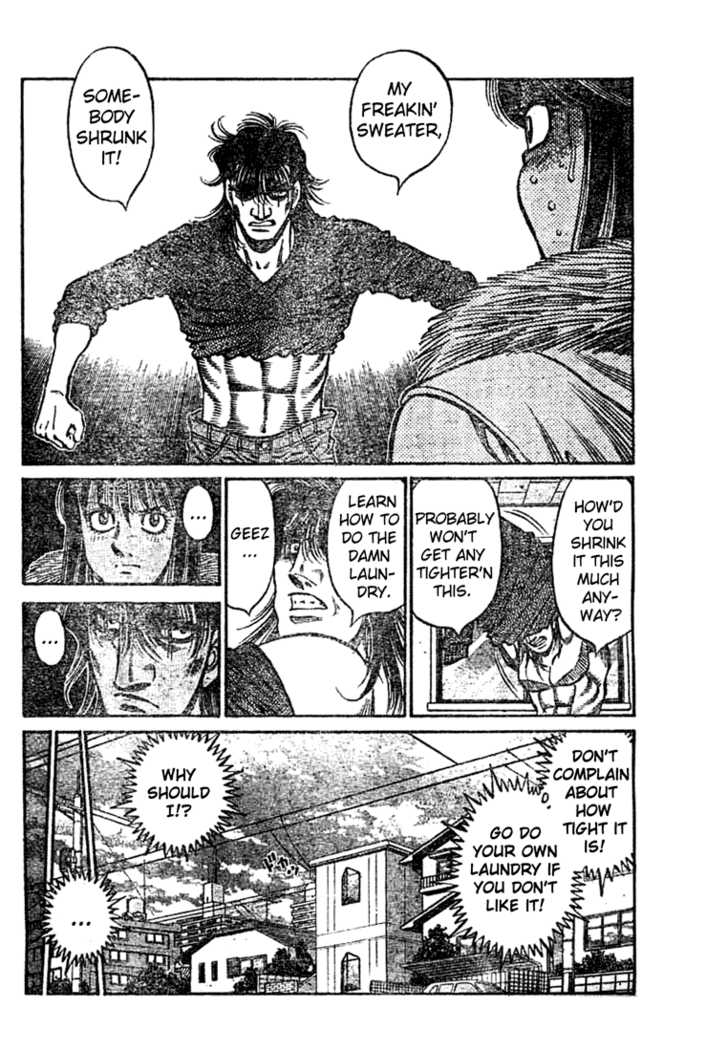 MY
FREAKIN'
SWEATER,
SOME-
BODY
SHRUNK
IT!
HOW'D
YOU
SHRINK
IT THIS
MUCH
ANY-
WAY?
PROBABLY
WON'T
GET ANY
TIGHTER'N
THIS.
LEARN
HOW TO
DO THE
DAMN
LAUN-
DRY.
GEEZ
...
...
...
DON'T
COMPLAIN
ABOUT
HOW
TIGHT IT
IS!
GO DO
YOUR OWN
LAUNDRY IF
YOU DON'T
LIKE IT!
WHY
SHOULD
I!?
...